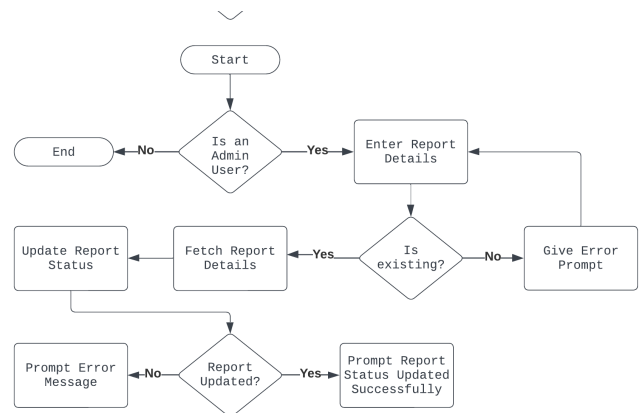 Start
Is an
Admin
User?
No
End
Yes
Enter Report
Details
Is
existing?
No
Give Error
Prompt
Yes
Fetch Report
Details
Update Report
Status
Report
Updated?
No
Prompt Error
Message
Yes
Prompt Report
Status Updated
Successfully